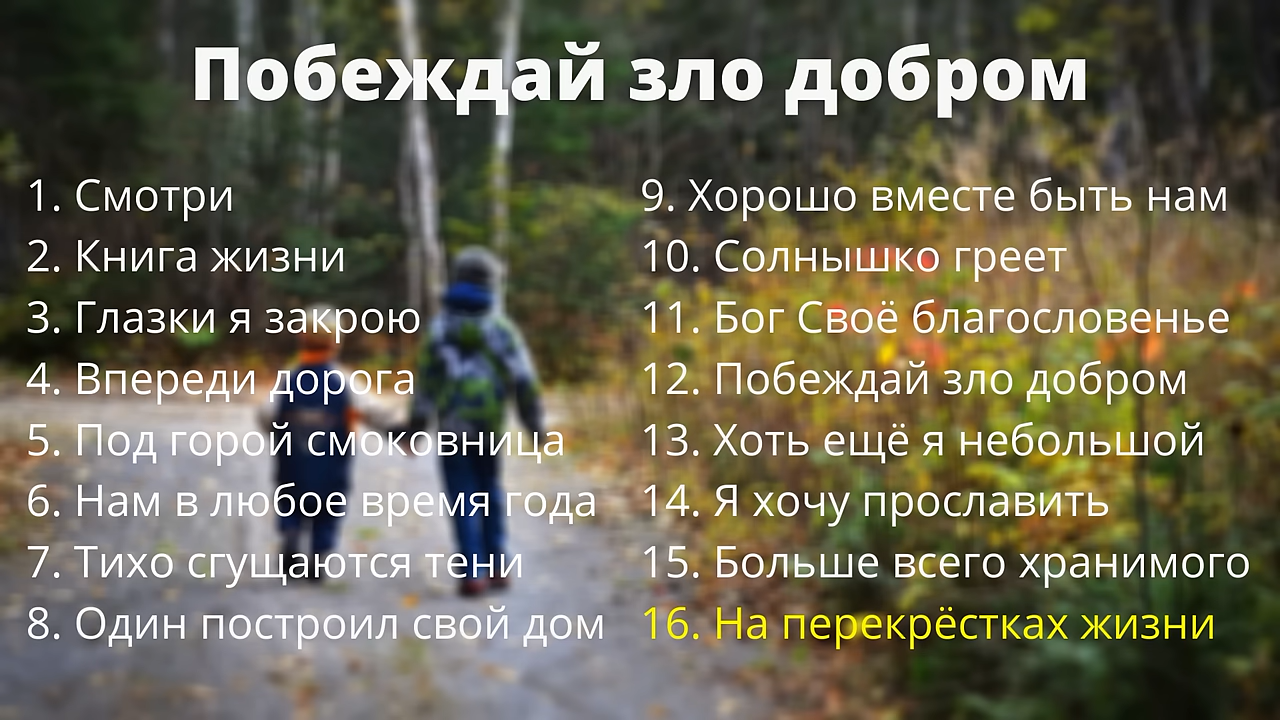 Побеждай зло добром
1. Смотри
2. Книга жизни
3. Глазки я закрою
4. Впереди дорога
5. Под горой смоковница
6. Нам в любое время года
7. Тихо сгущаются тени
8. Один построил свой дом
9. Хорошо вместе быть нам
10. Солнышко греет
11. Бог Своё благословенье
12. Побеждай зло добром
13. Хоть ещё я небольшой
14. Я хочу прославить
15. Больше всего хранимого
16. На перекрёстках жизни